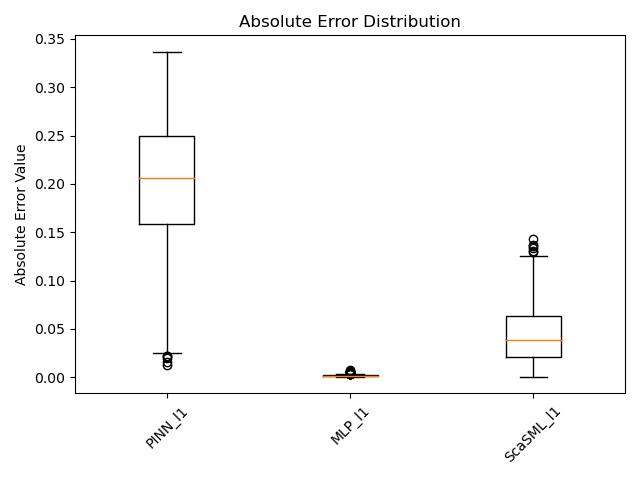 Absolute Error Distribution
Absolute Error Value
0.35
0.30
0.25
0.20
0.15
0.10
0.05
0.00
PINN_l1
MLP_l1
ScaSML_l1